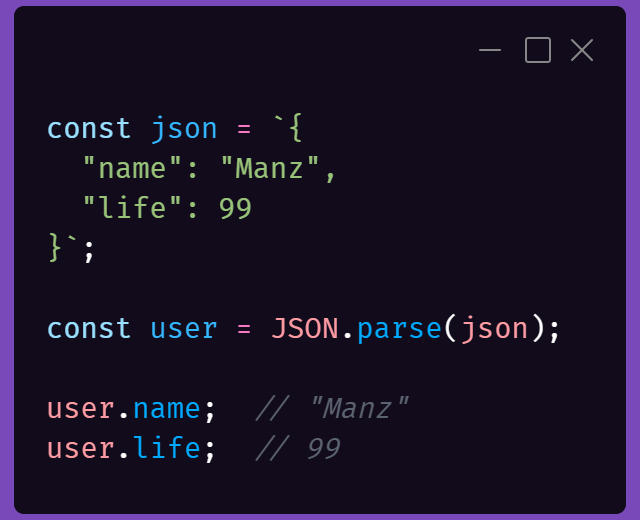 const json = `{
  "name": "Manz",
  "life": 99
}`;
const user = JSON.parse(json);
user.name;  // "Manz"
user.life;  // 99